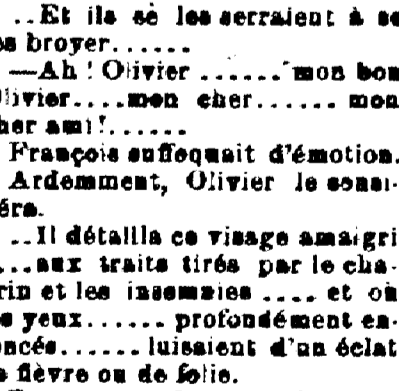 ..Et ils se les serraient à se
broyer......
—Ah ! Olivier ...... mon bon
Olivier....mon cher...... mon
cher ami!......
François suffoquait d'émotion.
Ardemment, Olivier le consi-
déra.
..Il détailla ce visage amaigri
...aux traits tirés par le cha-
grin et les insomnies .... et où
yeux...... profondément en-
foncés...... luisaient d'un éclat
fièvre ou de folie.